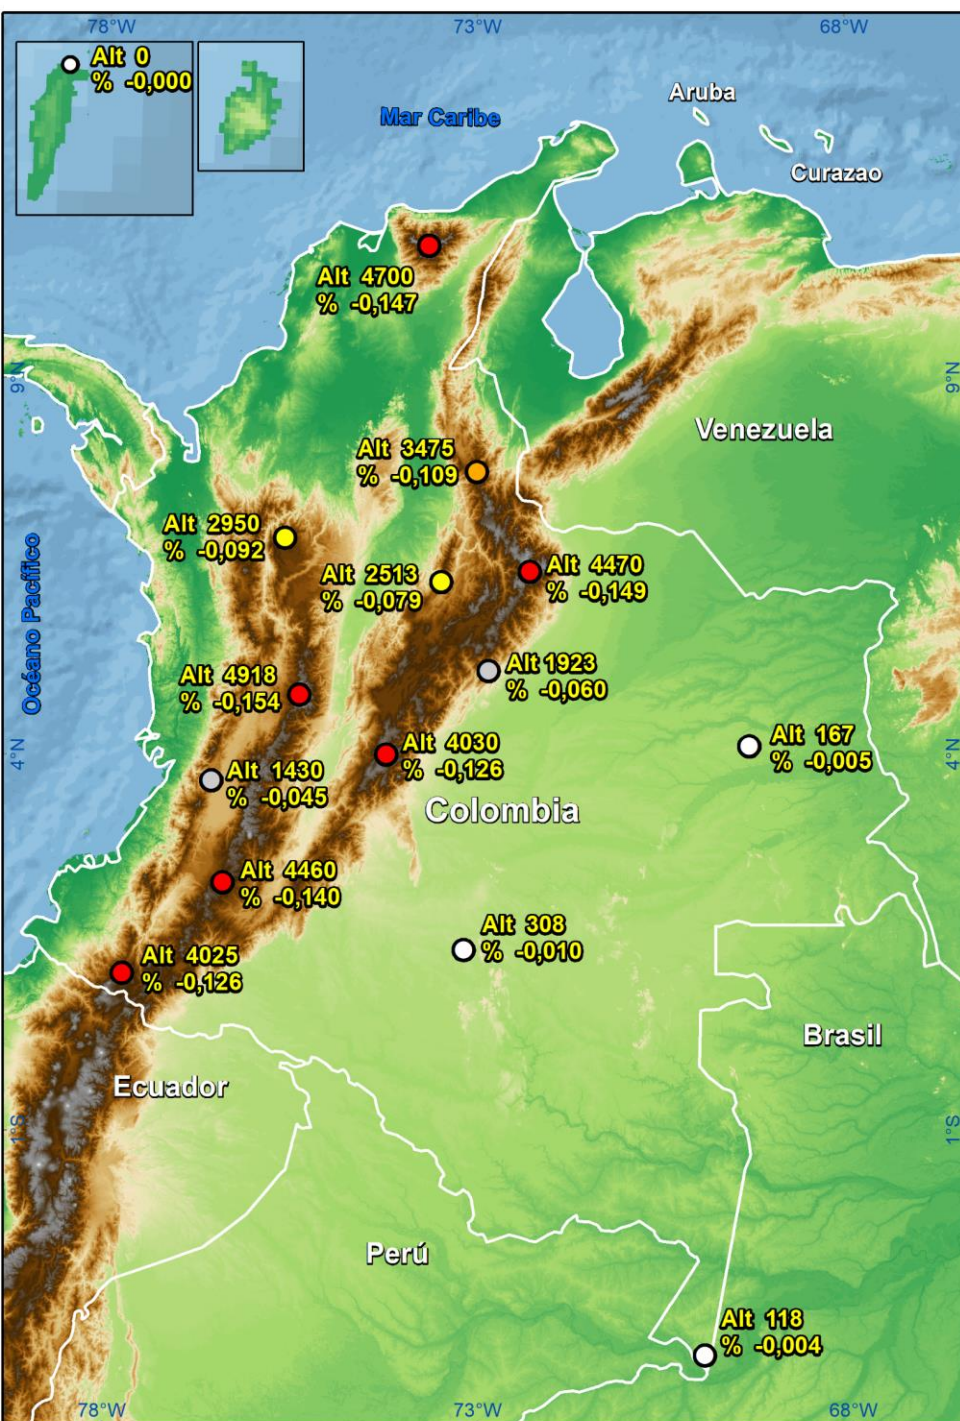 78°W
73°W
68°W
Alt 0
% -0,000
Aruba
Mar Caribe
Curazao
Alt 4700
% -0,147
9°N
9°N
Venezuela
Alt 3475
% -0,109
Alt 2950
% -0,092
Alt 2513
% -0,079
Alt 4470
% -0,149
Océano Pacífico
Alt 1923
% -0,060
Alt 4918
% -0,154
Alt 167
% -0,005
4°N
4°N
Alt 4030
% -0,126
Alt 1430
% -0,045
Colombia
Alt 4460
% -0,140
Alt 308
% -0,010
Alt 4025
% -0,126
Brasil
Ecuador
1°S
1°S
Perú
Alt 118
% -0,004
78°W
73°W
68°W